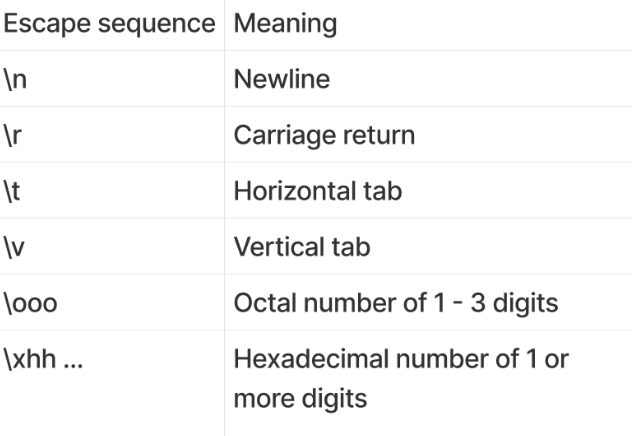 Escape sequence Meaning
\n Newline
\r Carriage return
\t Horizontal tab
\v Vertical tab
\ooo Octal number of 1 - 3 digits
\xhh ... Hexadecimal number of 1 or
more digits